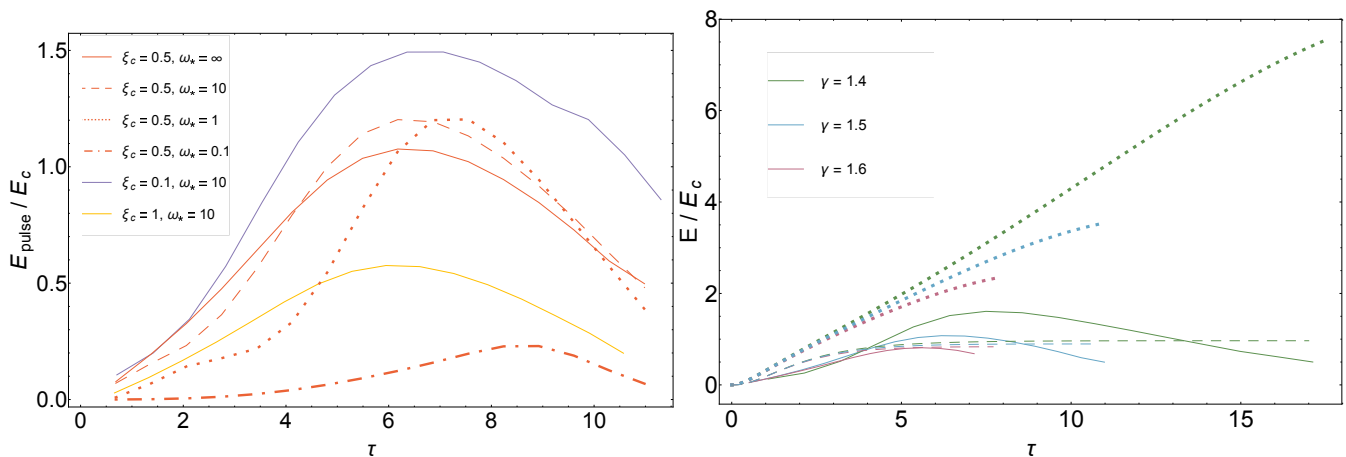 E_pulse / E_c
1.5
1.0
0.5
0.0
ξ_c = 0.5, ω_* = ∞
ξ_c = 0.5, ω_* = 10
ξ_c = 0.5, ω_* = 1
ξ_c = 0.5, ω_* = 0.1
ξ_c = 0.1, ω_* = 10
ξ_c = 1, ω_* = 10
0 2 4 6 8 10
τ
E / E_c
8
6
4
2
0
γ = 1.4
γ = 1.5
γ = 1.6
0 5 10 15
τ